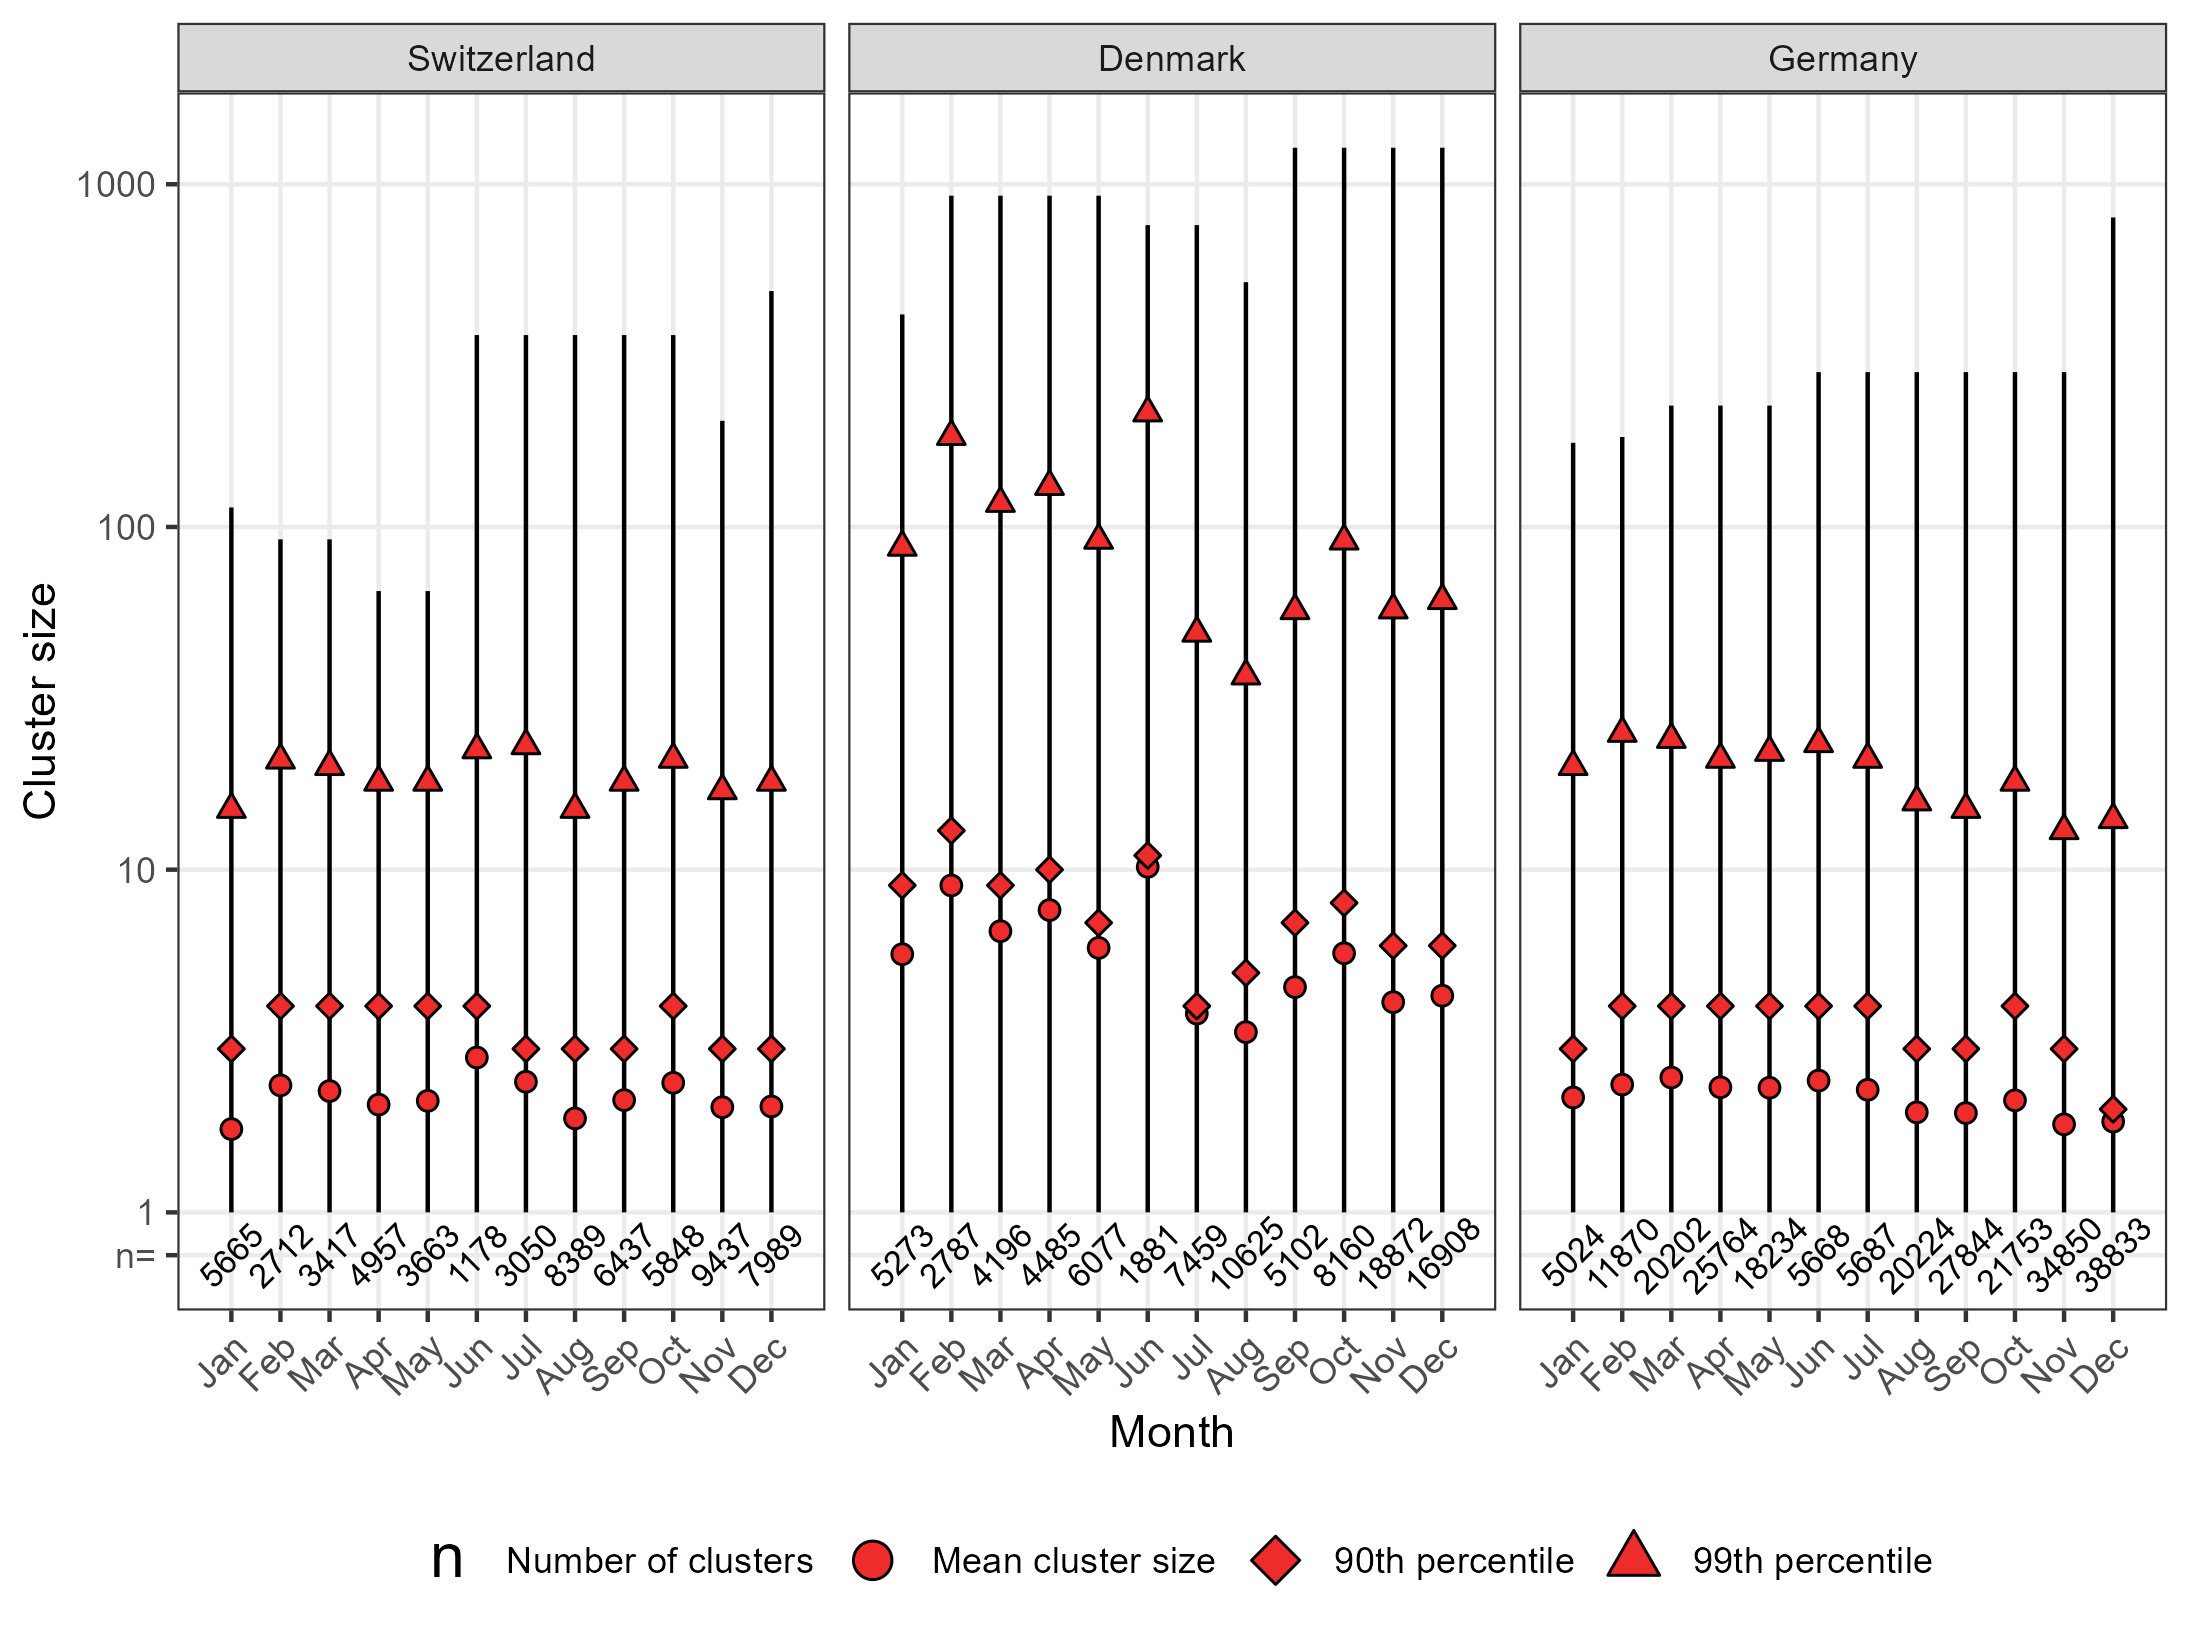 Switzerland Denmark Germany
Cluster size
1000
100
10
1
n=
5665 2712 3417 4957 3663 1178 3050 8389 6437 5848 9437 7989
5273 2787 4196 4485 6077 1881 7459 10625 5102 8160 18872 16908
5024 11870 20202 25764 18234 5668 5687 20224 27844 21753 34850 38833
Jan Feb Mar Apr May Jun Jul Aug Sep Oct Nov Dec
Jan Feb Mar Apr May Jun Jul Aug Sep Oct Nov Dec
Jan Feb Mar Apr May Jun Jul Aug Sep Oct Nov Dec
Month
n Number of clusters Mean cluster size 90th percentile 99th percentile